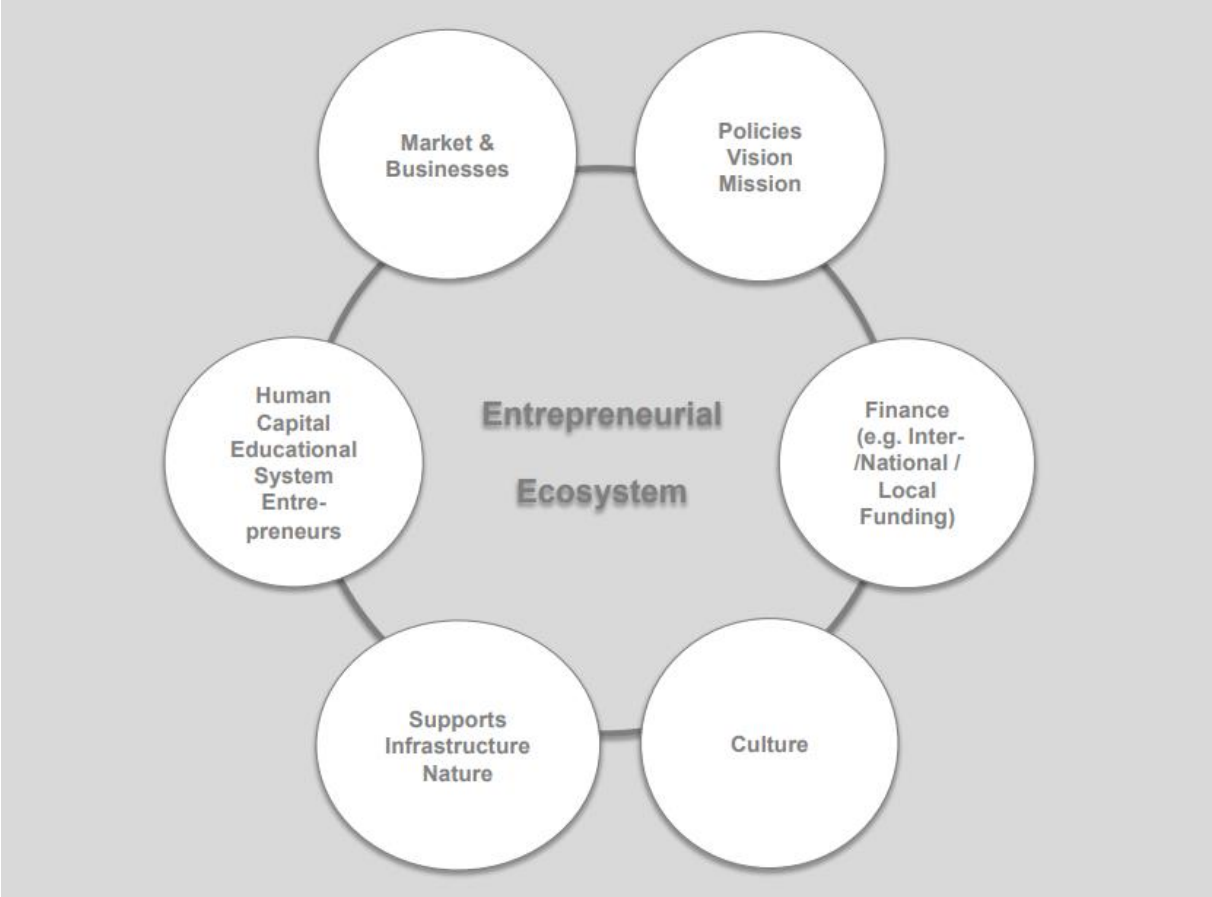 Market &
Businesses
Policies
Vision
Mission
Human
Capital
Educational
System
Entre-
preneurs
Entrepreneurial
Ecosystem
Finance
(e.g. Inter-
/National /
Local
Funding)
Supports
Infrastructure
Nature
Culture